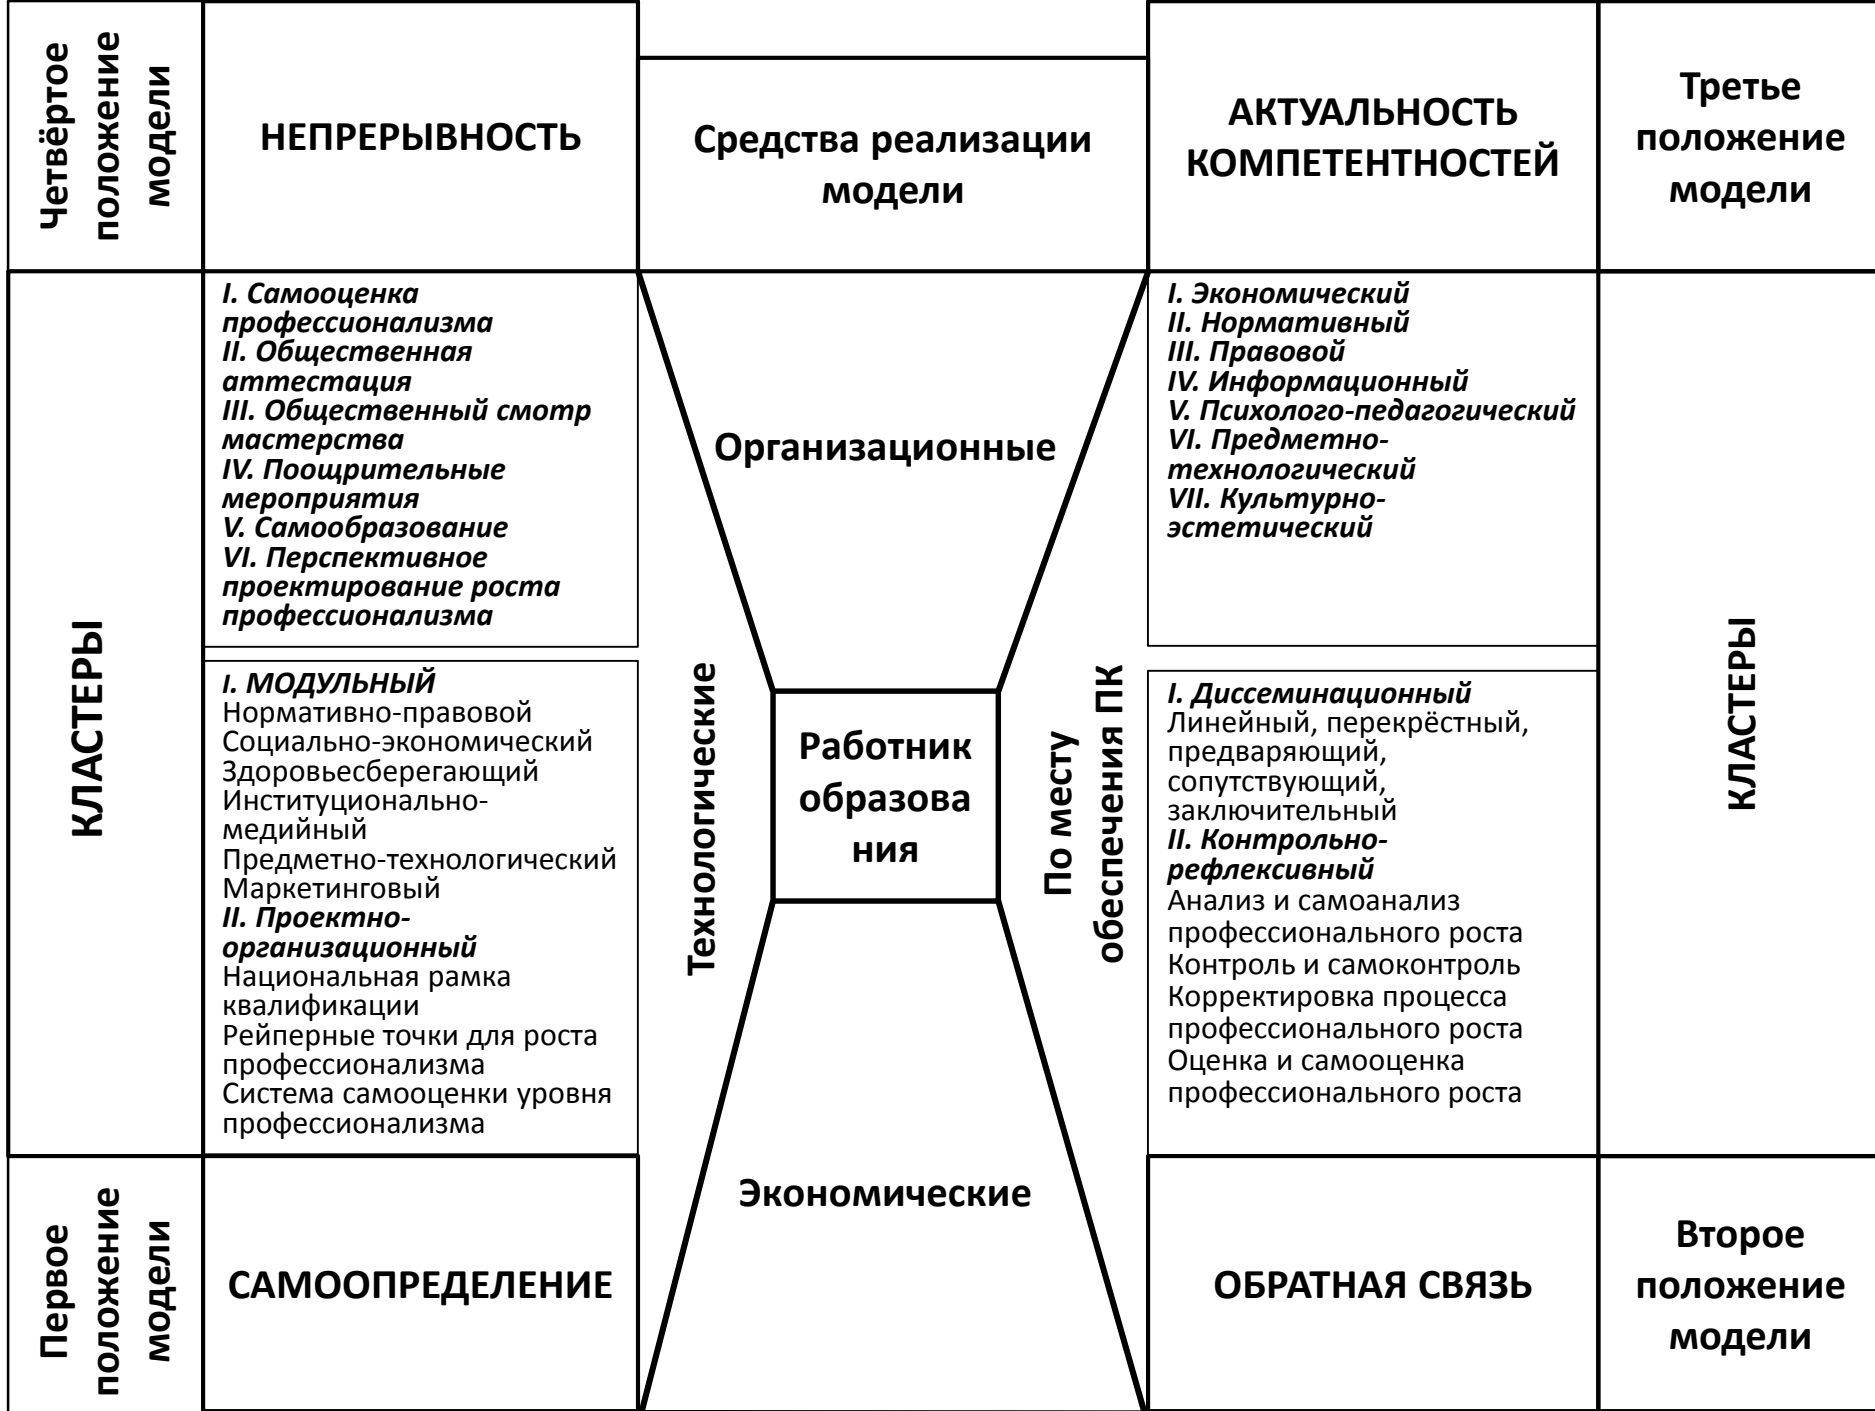 Четвёртое
положение
модели
НЕПРЕРЫВНОСТЬ
Средства реализации
модели
АКТУАЛЬНОСТЬ
КОМПЕТЕНТНОСТЕЙ
Третье
положение
модели
КЛАСТЕРЫ
I. Самооценка
профессионализма
II. Общественная
аттестация
III. Общественный смотр
мастерства
IV. Поощрительные
мероприятия
V. Самообразование
VI. Перспективное
проектирование роста
профессионализма
I. МОДУЛЬНЫЙ
Нормативно-правовой
Социально-экономический
Здоровьесберегающий
Институционально-
медийный
Предметно-технологический
Маркетинговый
II. Проектно-
организационный
Национальная рамка
квалификации
Рейперные точки для роста
профессионализма
Система самооценки уровня
профессионализма
Организационные
Технологические
Работник
образова
ния
По месту
обеспечения ПК
Экономические
I. Экономический
II. Нормативный
III. Правовой
IV. Информационный
V. Психолого-педагогический
VI. Предметно-
технологический
VII. Культурно-
эстетический
I. Диссеминационный
Линейный, перекрёстный,
предваряющий,
сопутствующий,
заключительный
II. Контрольно-
рефлексивный
Анализ и самоанализ
профессионального роста
Контроль и самоконтроль
Корректировка процесса
профессионального роста
Оценка и самооценка
профессионального роста
КЛАСТЕРЫ
Первое
положение
модели
САМООПРЕДЕЛЕНИЕ
ОБРАТНАЯ СВЯЗЬ
Второе
положение
модели